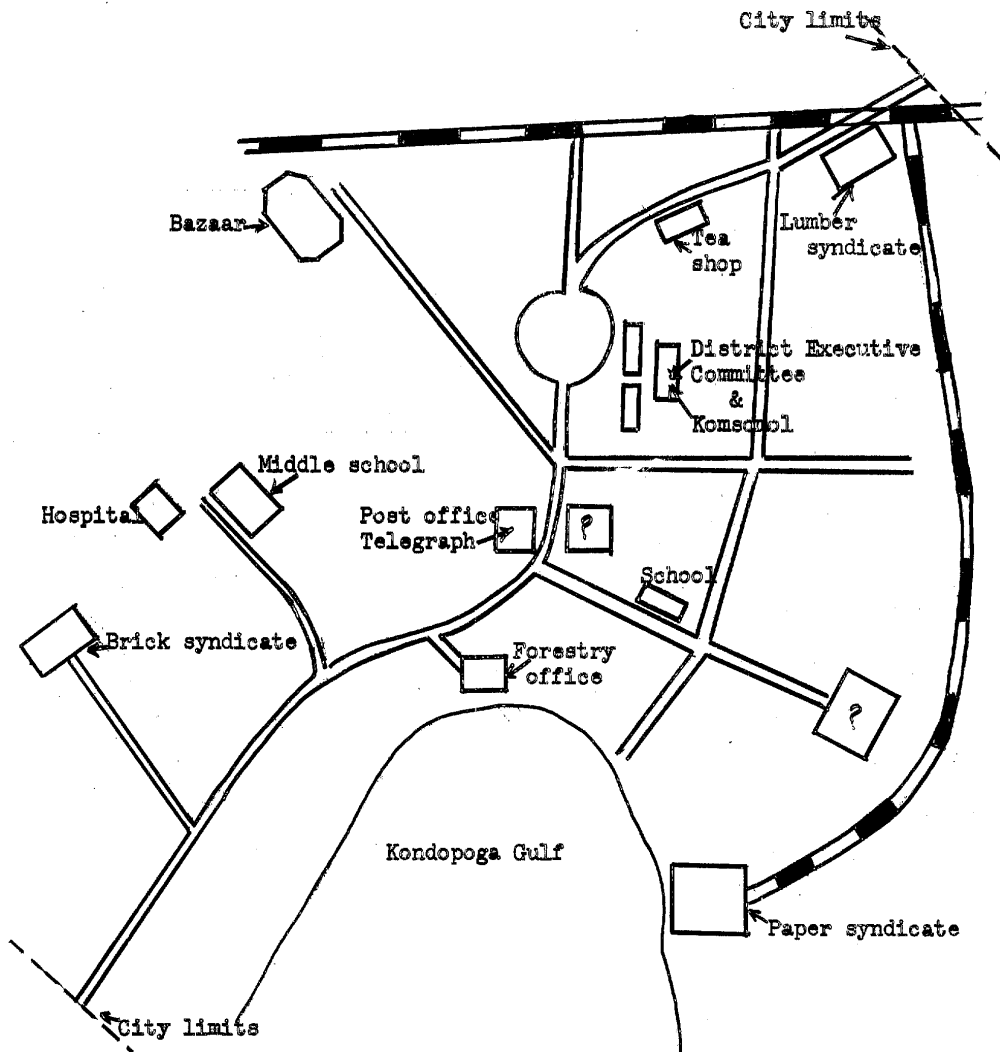 City limits
Bazaar
Tea
shop
Lumber
syndicate
District Executive
Committee
&
Komsomol
Middle school
Hospital
Post office
Telegraph
?
School
Brick syndicate
Forestry
office
?
Kondopoga Gulf
Paper syndicate
City limits